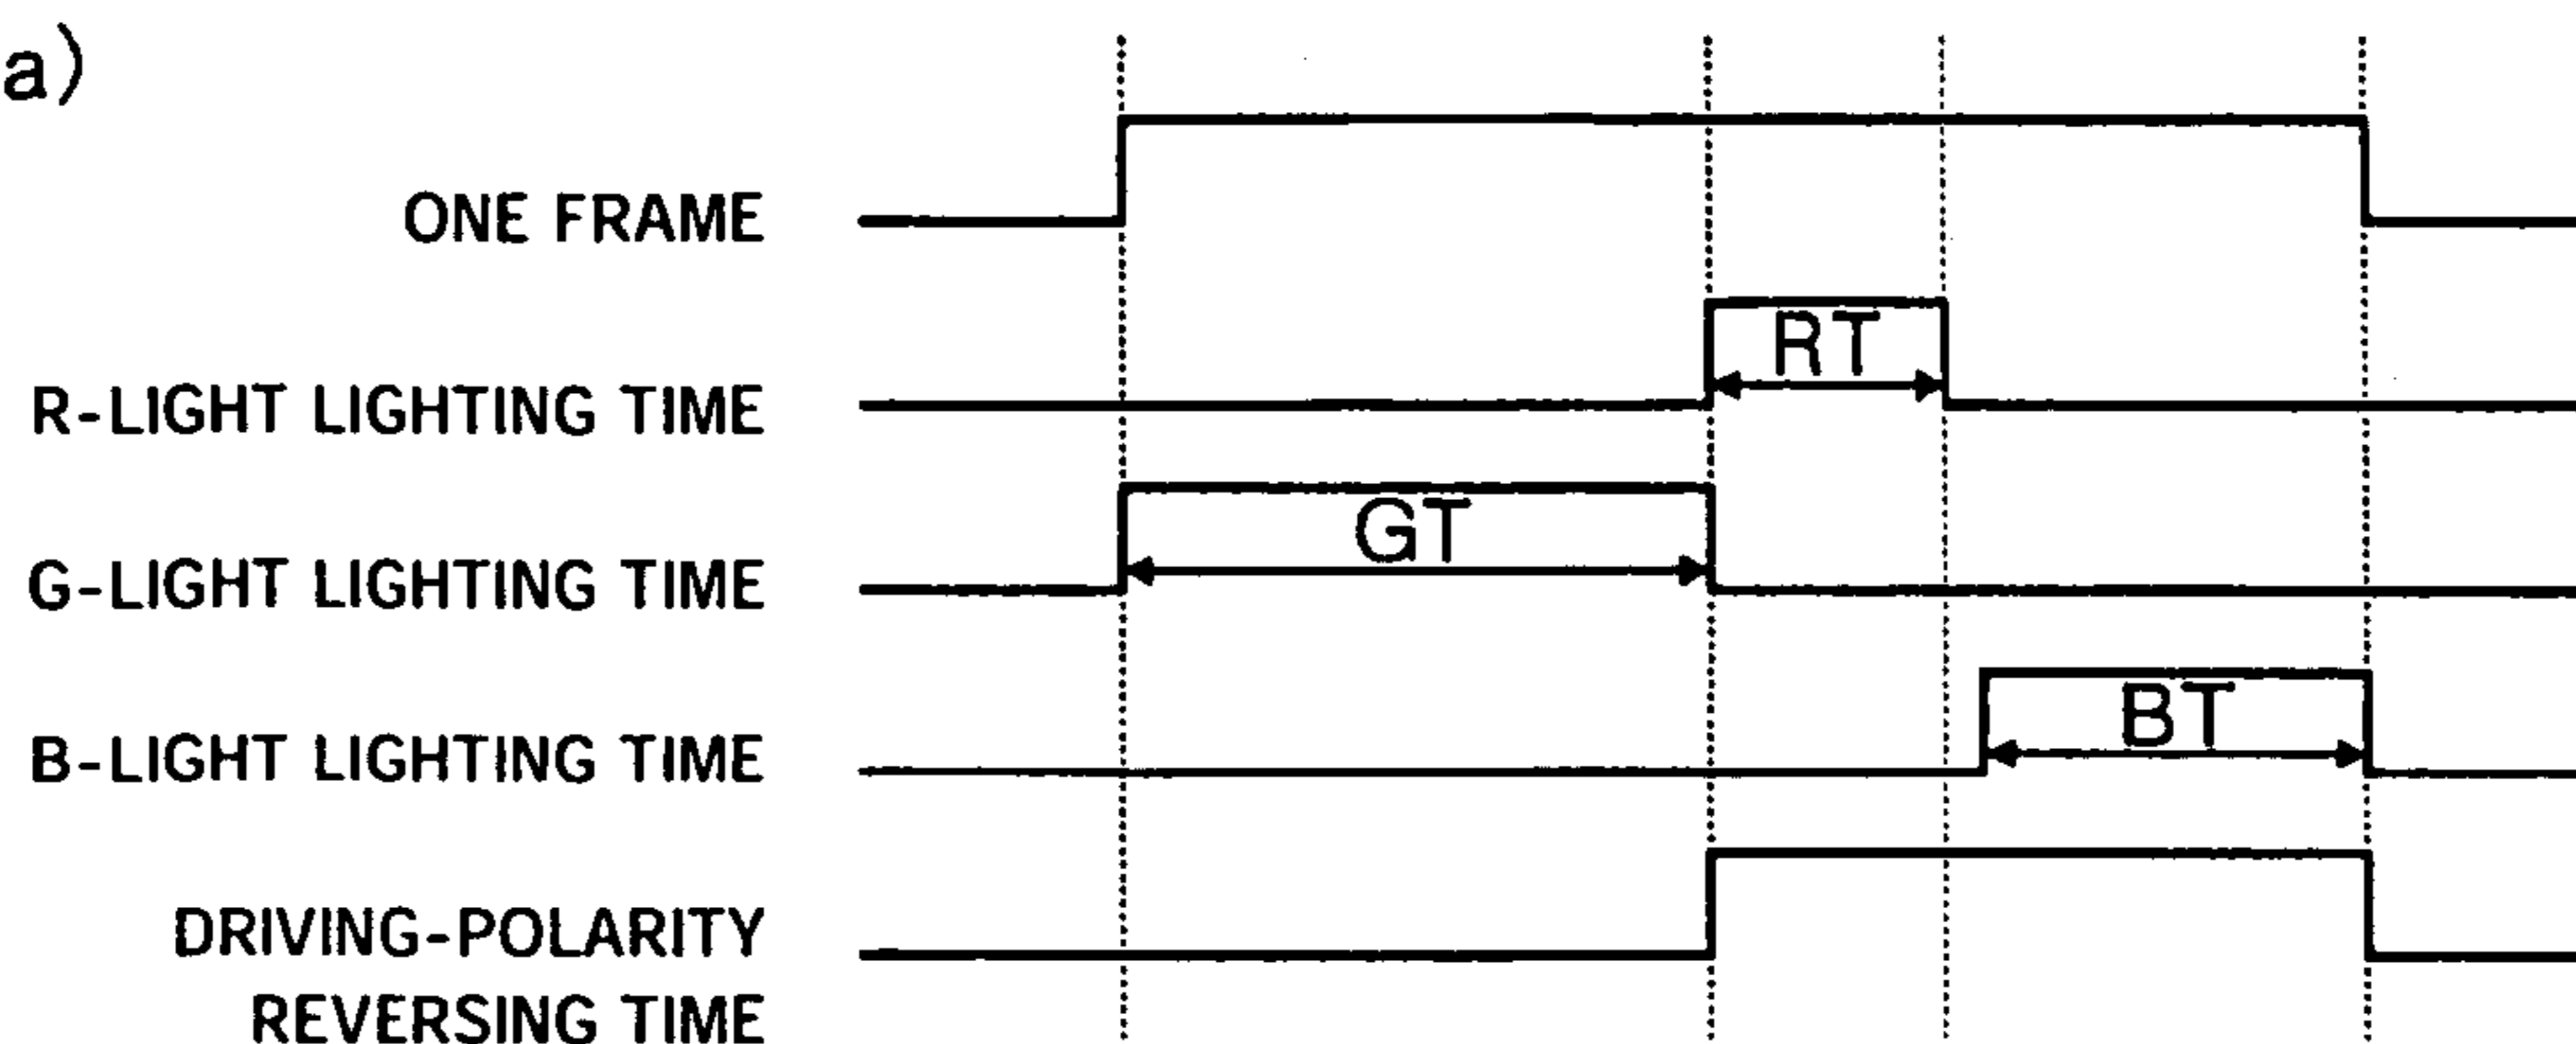 a)
ONE FRAME
R-LIGHT LIGHTING TIME
RT
G-LIGHT LIGHTING TIME
GT
B-LIGHT LIGHTING TIME
BT
DRIVING-POLARITY
REVERSING TIME